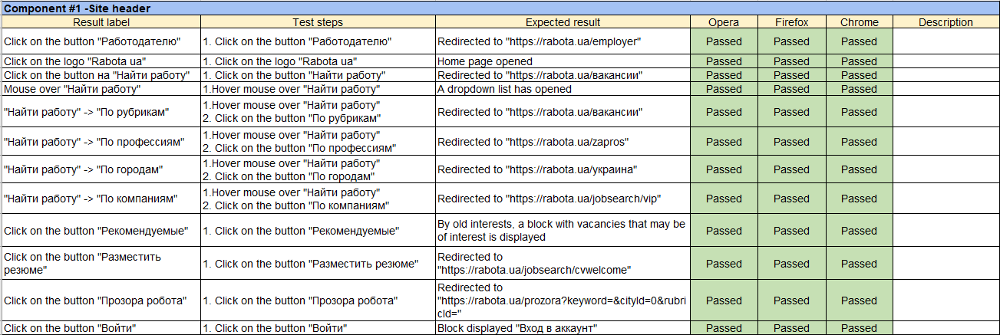 Component #1 -Site header
Result label Test steps Expected result Opera Firefox Chrome Description
Click on the button "Работодателю" 1. Click on the button "Работодателю" Redirected to "https://rabota.ua/employer" Passed Passed Passed
Click on the logo "Rabota ua" 1. Click on the logo "Rabota ua" Home page opened Passed Passed Passed
Click on the button на "Найти работу" 1. Click on the button "Найти работу" Redirected to "https://rabota.ua/вакансии" Passed Passed Passed
Mouse over "Найти работу" 1.Hover mouse over "Найти работу" A dropdown list has opened Passed Passed Passed
"Найти работу" -> "По рубрикам" 1.Hover mouse over "Найти работу"
2. Click on the button "По рубрикам" Redirected to "https://rabota.ua/вакансии" Passed Passed Passed
"Найти работу" -> "По профессиям" 1.Hover mouse over "Найти работу"
2. Click on the button "По профессиям" Redirected to "https://rabota.ua/zapros" Passed Passed Passed
"Найти работу" -> "По городам" 1.Hover mouse over "Найти работу"
2. Click on the button "По городам" Redirected to "https://rabota.ua/украина" Passed Passed Passed
"Найти работу" -> "По компаниям" 1.Hover mouse over "Найти работу"
2. Click on the button "По компаниям" Redirected to "https://rabota.ua/jobsearch/vip" Passed Passed Passed
Click on the button "Рекомендуемые" 1. Click on the button "Рекомендуемые" By old interests, a block with vacancies that may be
of interest is displayed Passed Passed Passed
Click on the button "Разместить
резюме" 1. Click on the button "Разместить резюме" Redirected to
"https://rabota.ua/jobsearch/cvwelcome" Passed Passed Passed
Click on the button "Прозора робота" 1. Click on the button "Прозора робота" Redirected to
"https://rabota.ua/prozora?keyword=&cityId=0&rubri
cId=" Passed Passed Passed
Click on the button "Войти" 1. Click on the button "Войти" Block displayed "Вход в аккаунт" Passed Passed Passed